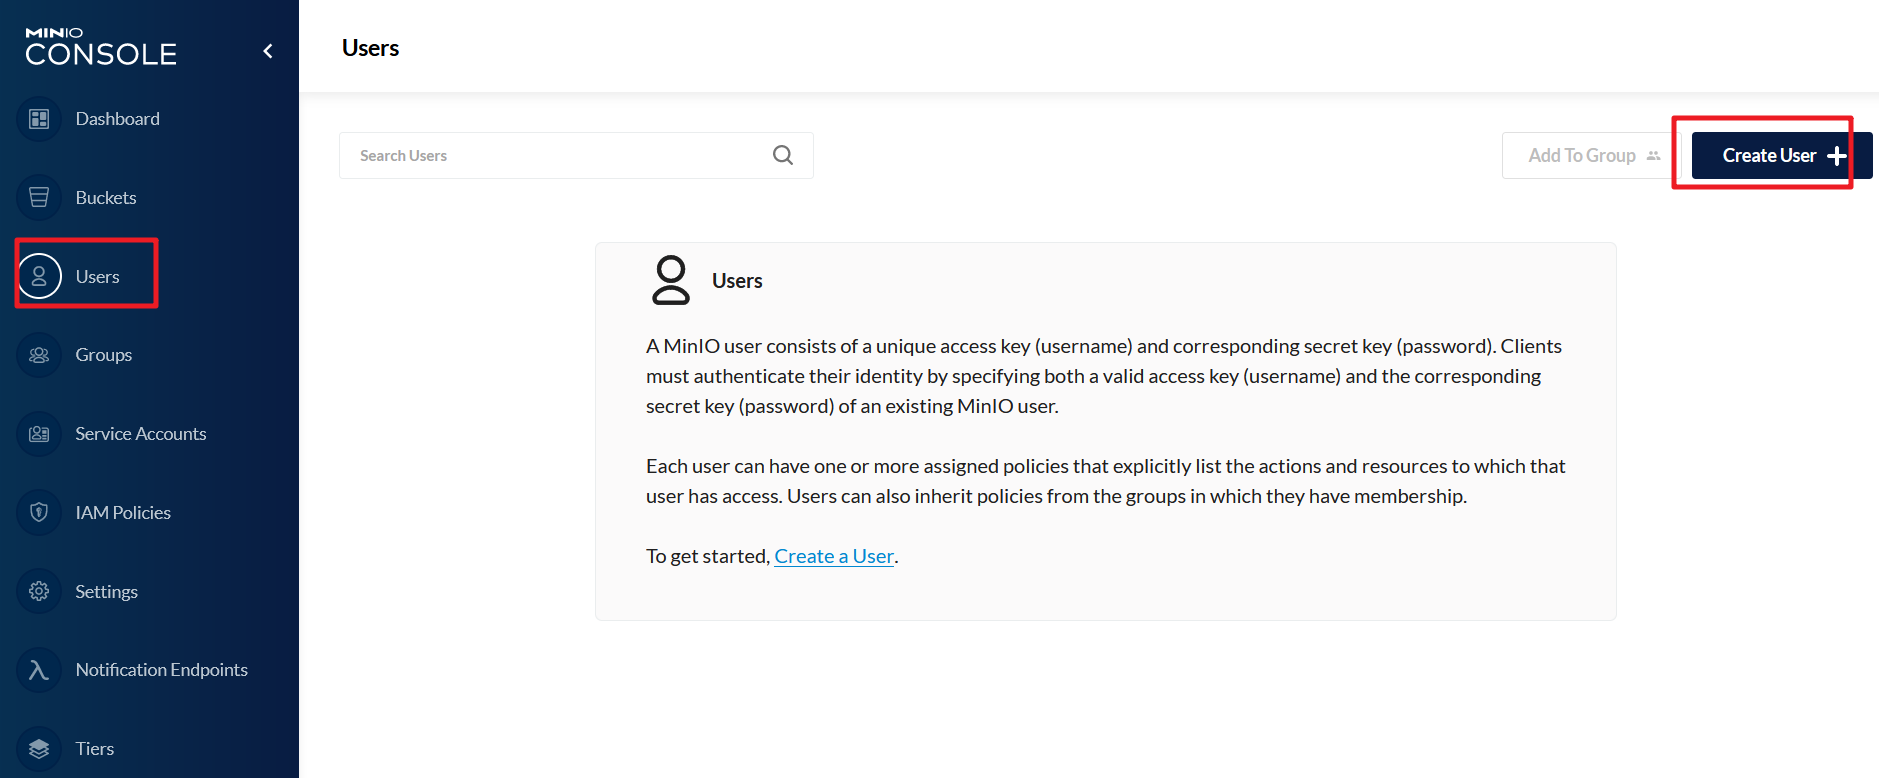 MINIO
CONSOLE
Dashboard
Buckets
Users
Groups
Service Accounts
IAM Policies
Settings
Notification Endpoints
Tiers
Users
Search Users
Add To Group
Create User
Users
A MinIO user consists of a unique access key (username) and corresponding secret key (password). Clients
must authenticate their identity by specifying both a valid access key (username) and the corresponding
secret key (password) of an existing MinIO user.
Each user can have one or more assigned policies that explicitly list the actions and resources to which that
user has access. Users can also inherit policies from the groups in which they have membership.
To get started, Create a User.